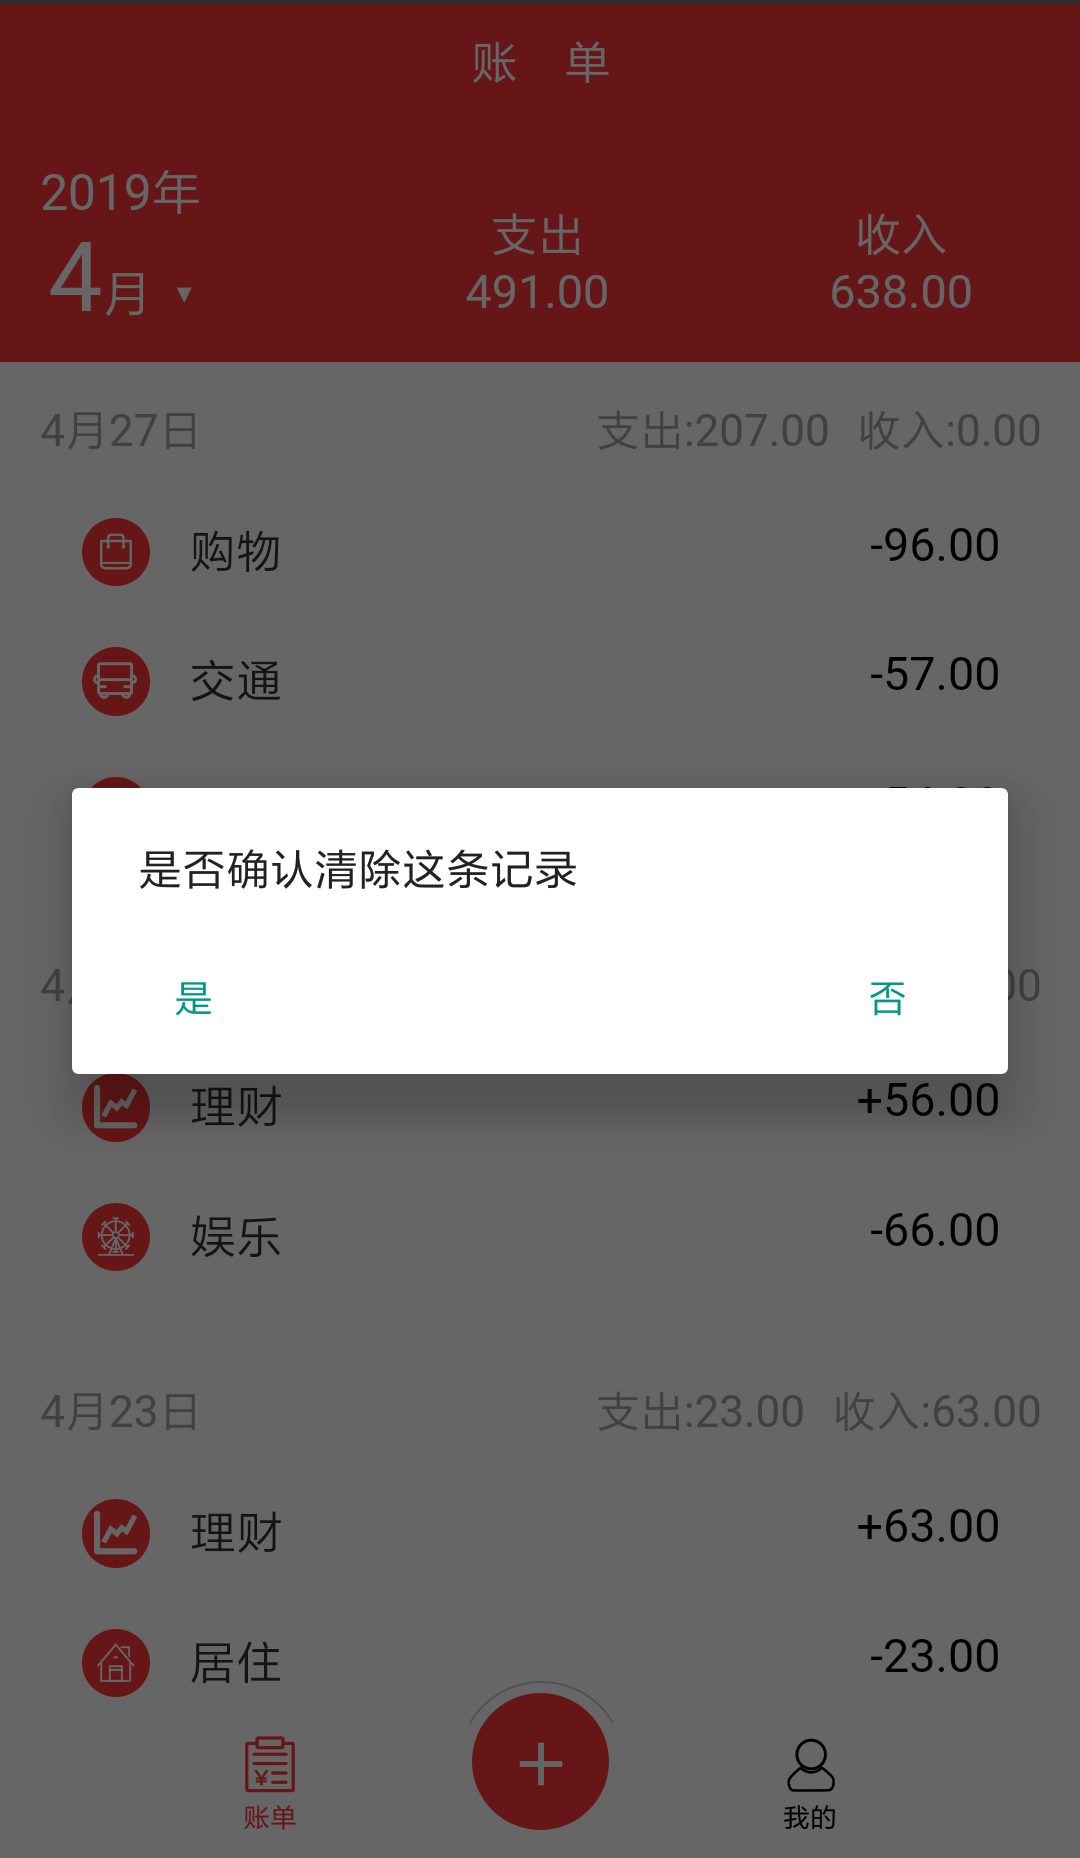 账 单
2019年
4月 ▼
支出
491.00
收入
638.00
4月27日 支出:207.00 收入:0.00
购物 -96.00
交通 -57.00
是否确认清除这条记录
是 否
理财 +56.00
娱乐 -66.00
4月23日 支出:23.00 收入:63.00
理财 +63.00
居住 -23.00
账单 + 我的